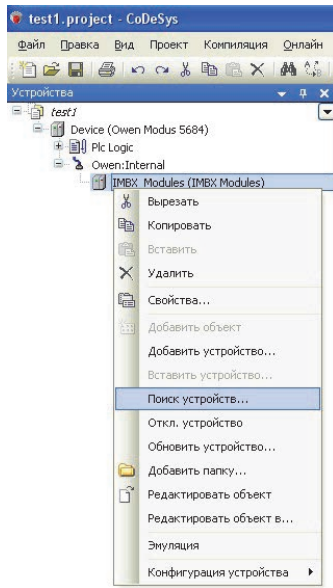 test1.project - CoDeSys
Файл Правка Вид Проект Компиляция Онлайн
Устройства
test1
Device (Owen Modus 5684)
Plc Logic
Owen:Internal
IMBX_Modules (IMBX Modules)
Вырезать
Копировать
Вставить
Удалить
Свойства...
Добавить объект
Добавить устройство...
Вставить устройство...
Поиск устройств...
Откл. устройство
Обновить устройство...
Добавить папку...
Редактировать объект
Редактировать объект в...
Эмуляция
Конфигурация устройства